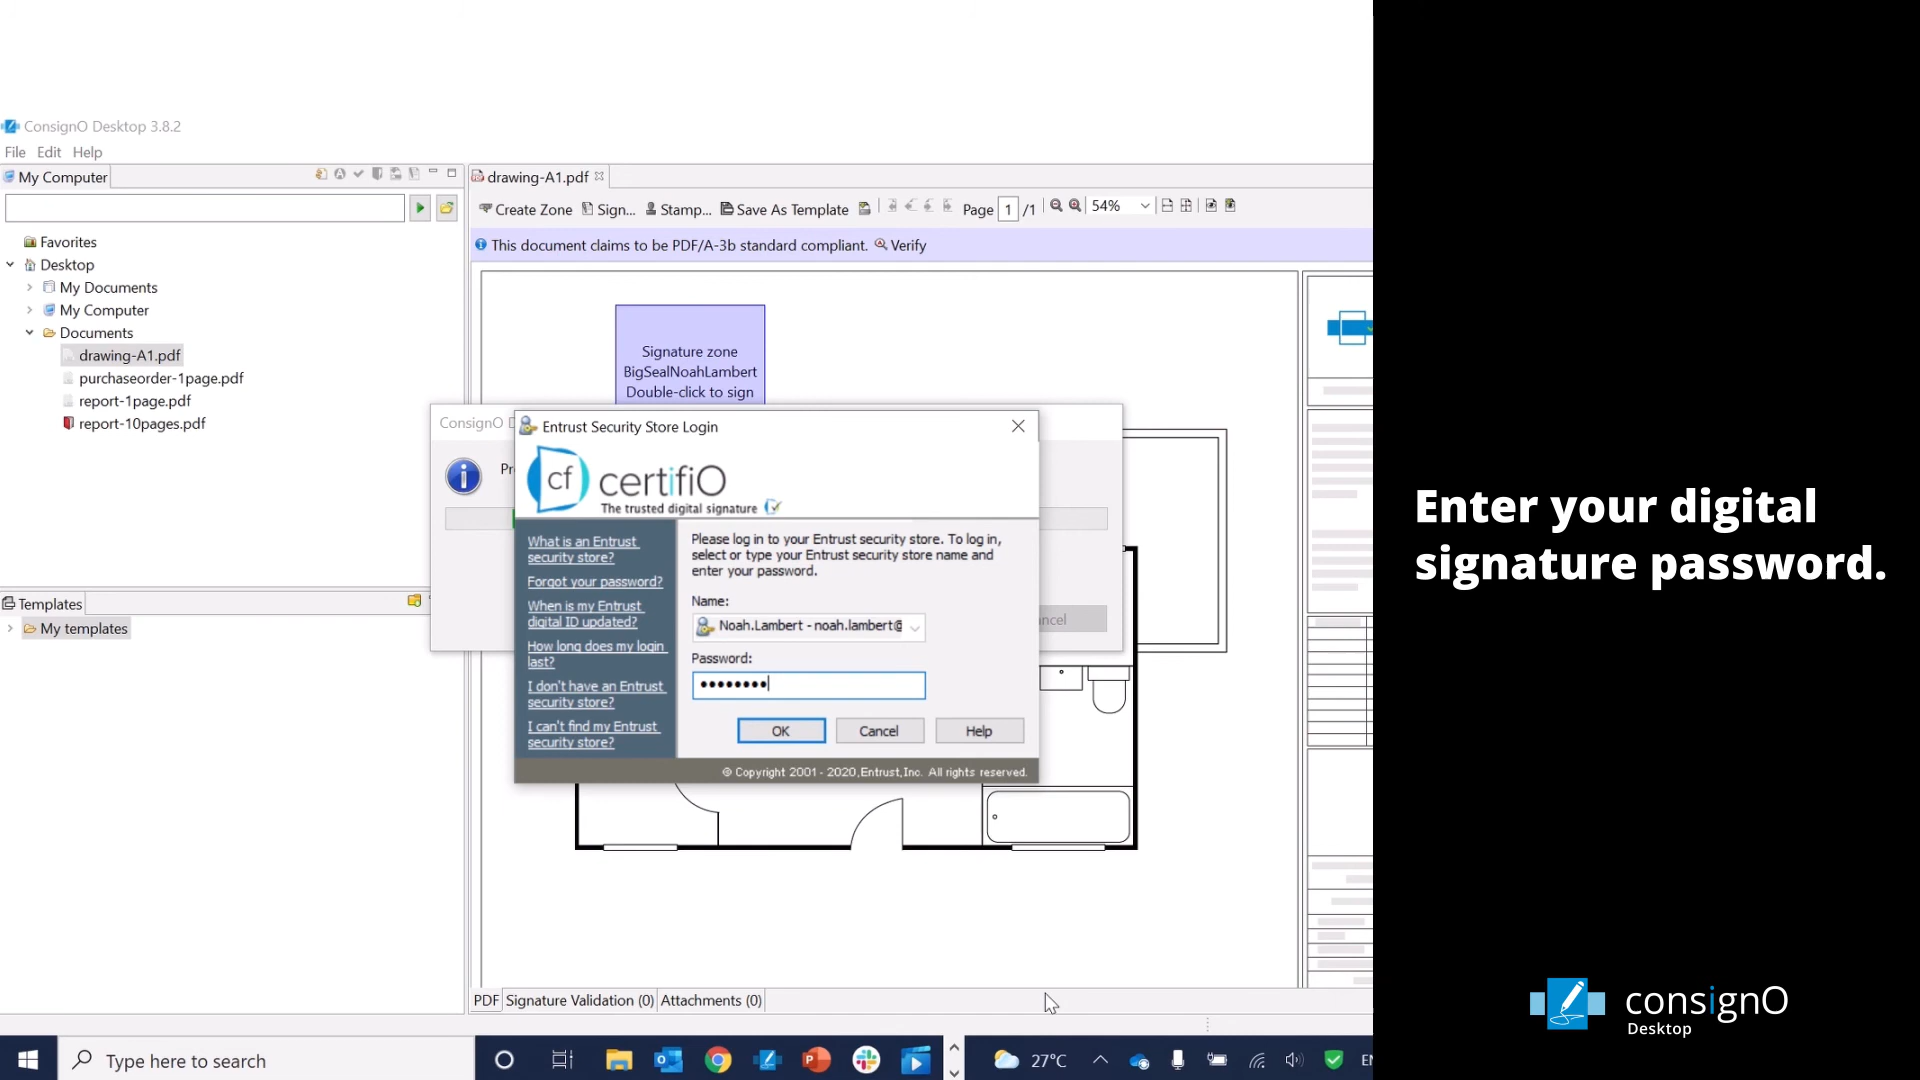 ConsignO Desktop 3.8.2
File Edit Help
My Computer
Favorites
Desktop
My Documents
My Computer
Documents
drawing-A1.pdf
purchaseorder-1page.pdf
report-1page.pdf
report-10pages.pdf
Templates
My templates
drawing-A1.pdf
Create Zone Sign... Stamp... Save As Template Page 1 /1 54%
This document claims to be PDF/A-3b standard compliant. Verify
Signature zone
BigSealNoahLambert
Double-click to sign
ConsignO
Entrust Security Store Login
cf certifiO
The trusted digital signature
What is an Entrust
security store?
Forgot your password?
When is my Entrust
digital ID updated?
How long does my login
last?
I don't have an Entrust
security store?
I can't find my Entrust
security store?
Please log in to your Entrust security store. To log in,
select or type your Entrust security store name and
enter your password.
Name:
Noah.Lambert - noah.lambert@
Password:
OK Cancel Help
© Copyright 2001 - 2020, Entrust, Inc. All rights reserved.
PDF Signature Validation (0) Attachments (0)
Type here to search
27°C
Enter your digital
signature password.
consignO
Desktop